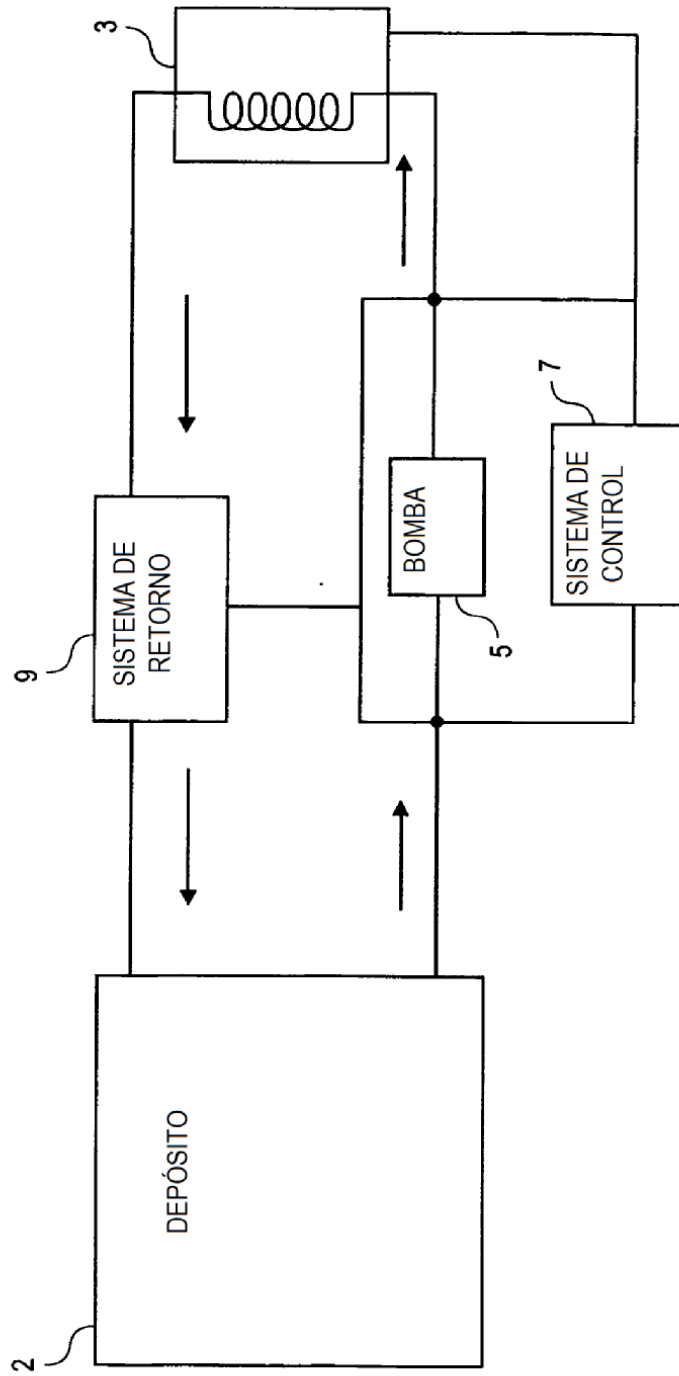 2
DEPÓSITO
9
SISTEMA DE
RETORNO
3
BOMBA
5
7
SISTEMA DE
CONTROL